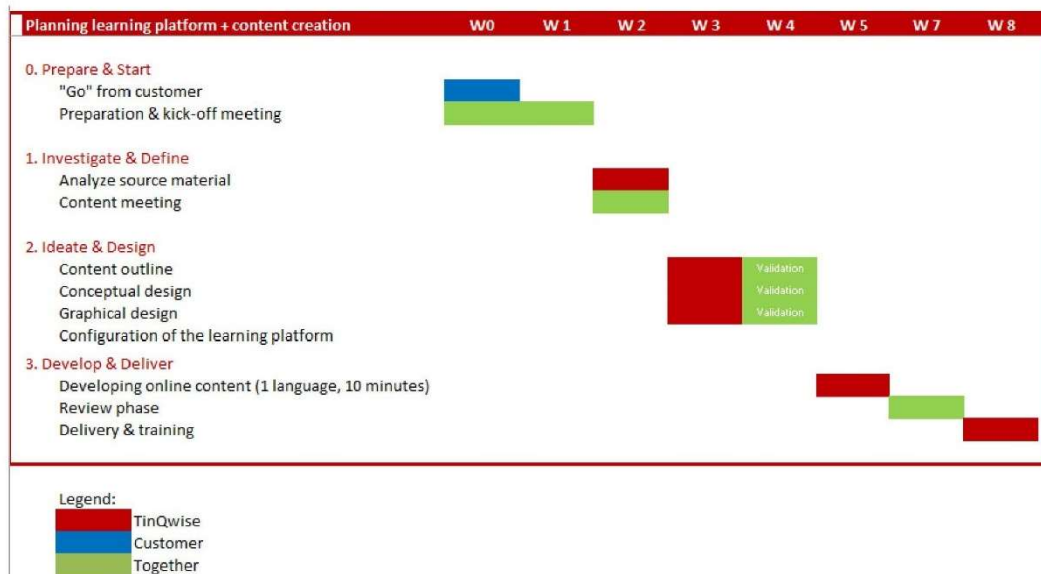 Planning learning platform + content creation W0 W 1 W 2 W 3 W 4 W 5 W 7 W 8
0. Prepare & Start
"Go" from customer
Preparation & kick-off meeting
1. Investigate & Define
Analyze source material
Content meeting
2. Ideate & Design
Content outline Validation
Conceptual design Validation
Graphical design Validation
Configuration of the learning platform
3. Develop & Deliver
Developing online content (1 language, 10 minutes)
Review phase
Delivery & training
Legend:
TinQwise
Customer
Together